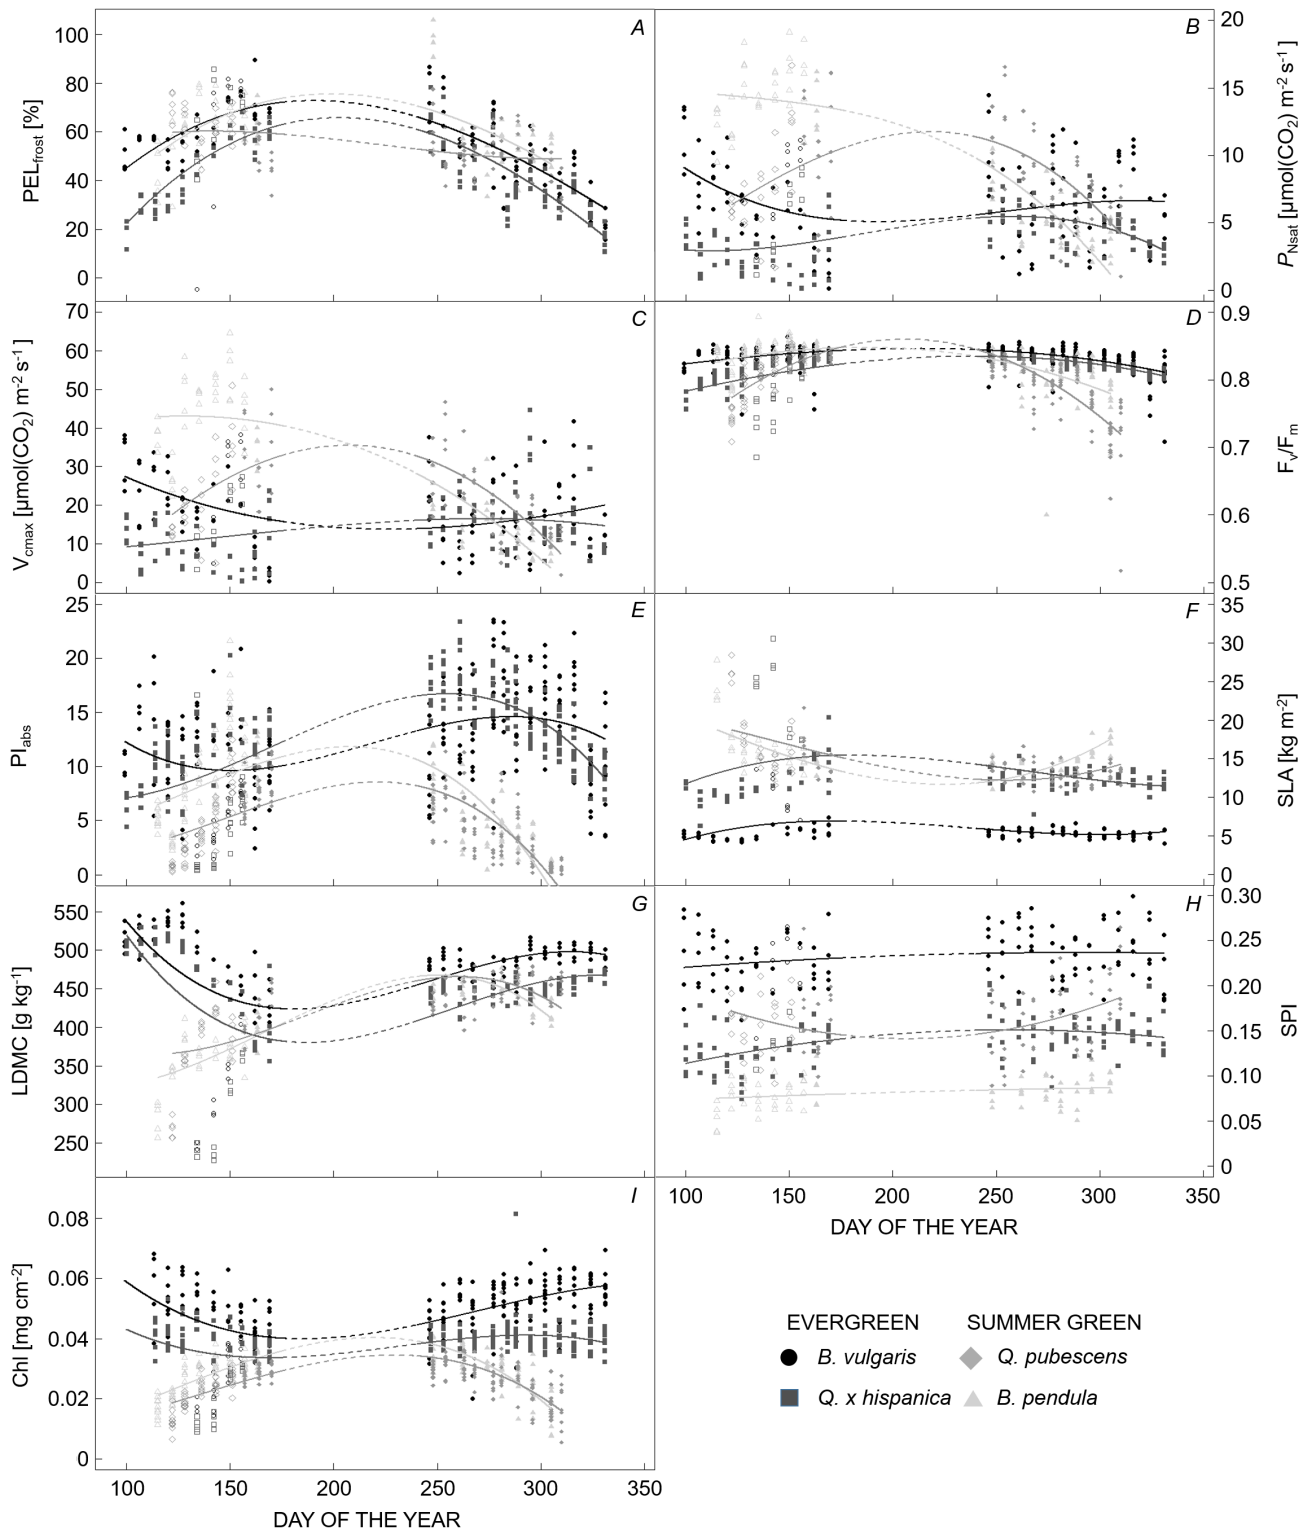 A
PEL_frost [%]
100
80
60
40
20
0
B
20
15
10
5
0
P_Nsat [µmol(CO₂) m⁻² s⁻¹]
C
V_cmax [µmol(CO₂) m⁻² s⁻¹]
70
60
50
40
30
20
10
0
D
0.9
0.8
0.7
0.6
0.5
F_v/F_m
E
PI_abs
25
20
15
10
5
0
F
35
30
25
20
15
10
5
0
SLA [kg m⁻²]
G
LDMC [g kg⁻¹]
550
500
450
400
350
300
250
H
0.30
0.25
0.20
0.15
0.10
0.05
0
SPI
100 150 200 250 300 350
DAY OF THE YEAR
I
Chl [mg cm⁻²]
0.08
0.06
0.04
0.02
0
100 150 200 250 300 350
DAY OF THE YEAR
EVERGREEN SUMMER GREEN
B. vulgaris Q. pubescens
Q. x hispanica B. pendula